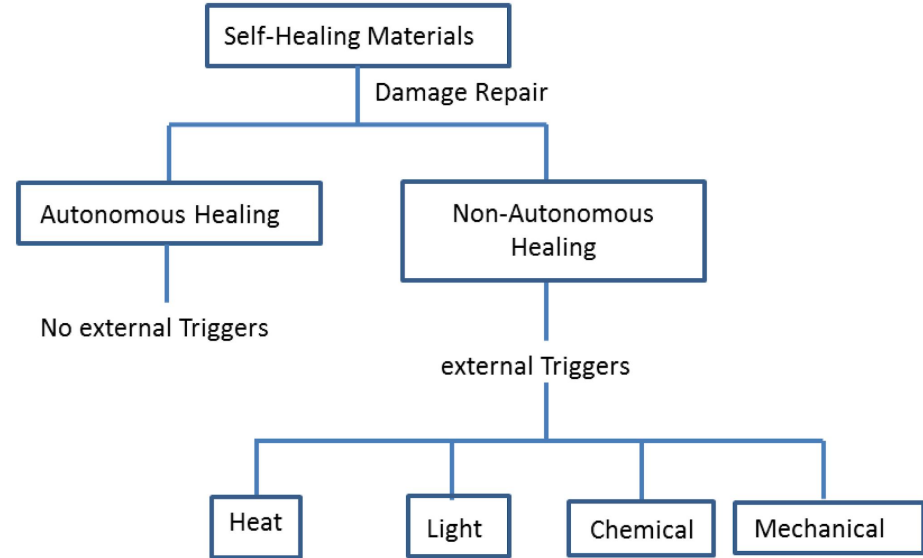 Self-Healing Materials
Damage Repair
Autonomous Healing
Non-Autonomous
Healing
No external Triggers
external Triggers
Heat
Light
Chemical
Mechanical